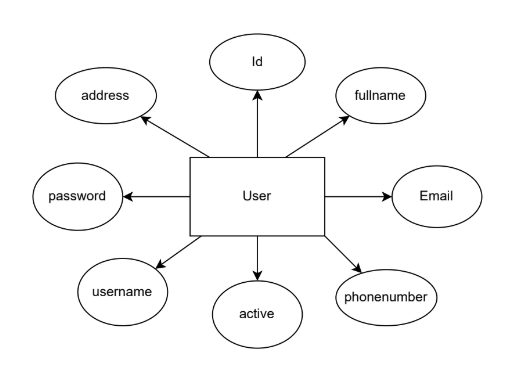 Id
address
fullname
password
User
Email
username
active
phonenumber